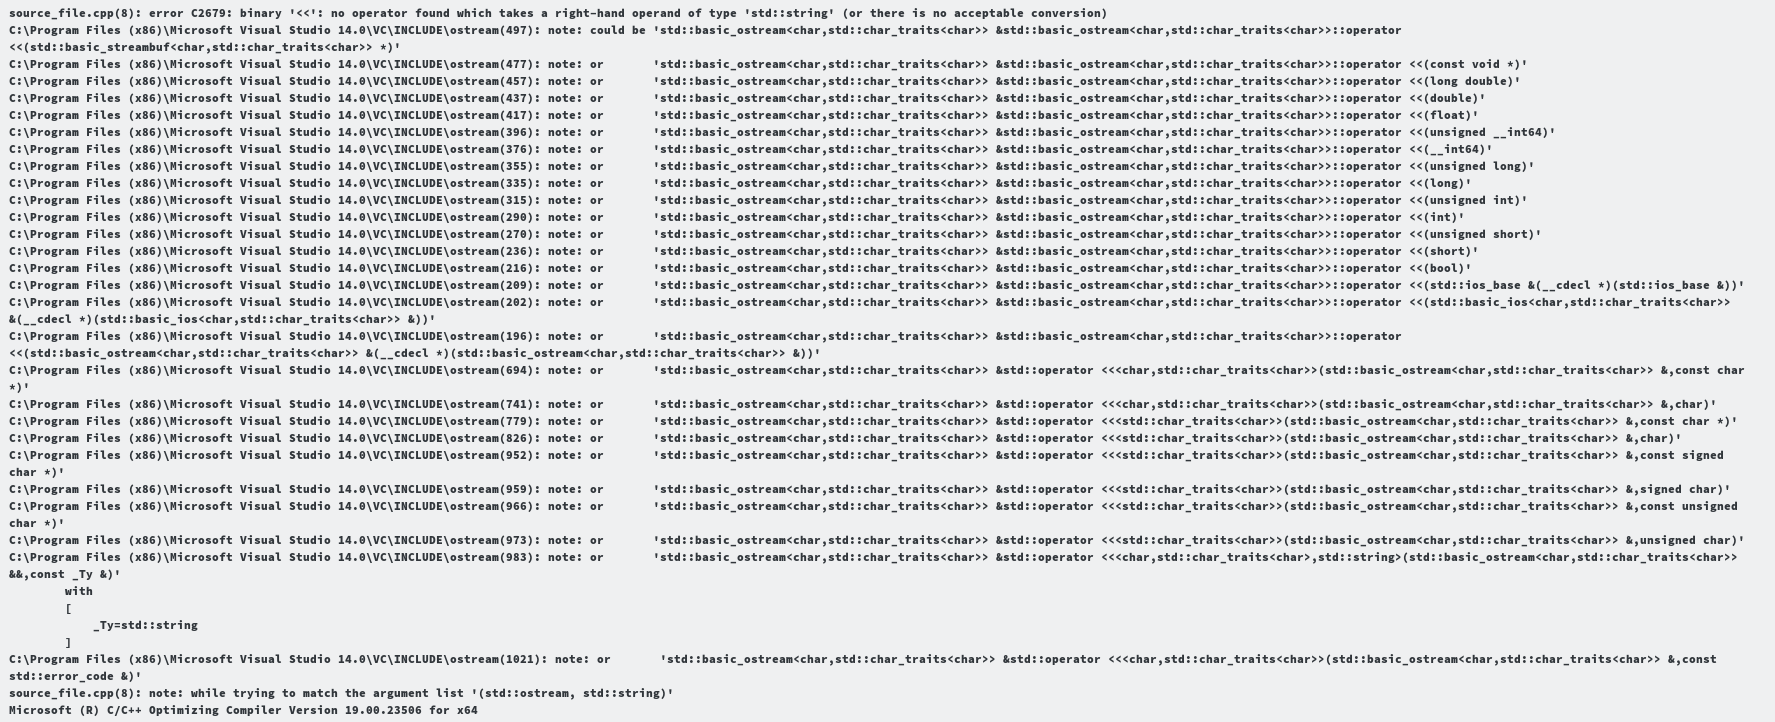 source_file.cpp(8): error C2679: binary '<<': no operator found which takes a right-hand operand of type 'std::string' (or there is no acceptable conversion)
C:\Program Files (x86)\Microsoft Visual Studio 14.0\VC\INCLUDE\ostream(497): note: could be 'std::basic_ostream<char,std::char_traits<char>> &std::basic_ostream<char,std::char_traits<char>>::operator
<<(std::basic_streambuf<char,std::char_traits<char>> *)'
C:\Program Files (x86)\Microsoft Visual Studio 14.0\VC\INCLUDE\ostream(477): note: or       'std::basic_ostream<char,std::char_traits<char>> &std::basic_ostream<char,std::char_traits<char>>::operator <<(const void *)'
C:\Program Files (x86)\Microsoft Visual Studio 14.0\VC\INCLUDE\ostream(457): note: or       'std::basic_ostream<char,std::char_traits<char>> &std::basic_ostream<char,std::char_traits<char>>::operator <<(long double)'
C:\Program Files (x86)\Microsoft Visual Studio 14.0\VC\INCLUDE\ostream(437): note: or       'std::basic_ostream<char,std::char_traits<char>> &std::basic_ostream<char,std::char_traits<char>>::operator <<(double)'
C:\Program Files (x86)\Microsoft Visual Studio 14.0\VC\INCLUDE\ostream(417): note: or       'std::basic_ostream<char,std::char_traits<char>> &std::basic_ostream<char,std::char_traits<char>>::operator <<(float)'
C:\Program Files (x86)\Microsoft Visual Studio 14.0\VC\INCLUDE\ostream(396): note: or       'std::basic_ostream<char,std::char_traits<char>> &std::basic_ostream<char,std::char_traits<char>>::operator <<(unsigned __int64)'
C:\Program Files (x86)\Microsoft Visual Studio 14.0\VC\INCLUDE\ostream(376): note: or       'std::basic_ostream<char,std::char_traits<char>> &std::basic_ostream<char,std::char_traits<char>>::operator <<(__int64)'
C:\Program Files (x86)\Microsoft Visual Studio 14.0\VC\INCLUDE\ostream(355): note: or       'std::basic_ostream<char,std::char_traits<char>> &std::basic_ostream<char,std::char_traits<char>>::operator <<(unsigned long)'
C:\Program Files (x86)\Microsoft Visual Studio 14.0\VC\INCLUDE\ostream(335): note: or       'std::basic_ostream<char,std::char_traits<char>> &std::basic_ostream<char,std::char_traits<char>>::operator <<(long)'
C:\Program Files (x86)\Microsoft Visual Studio 14.0\VC\INCLUDE\ostream(315): note: or       'std::basic_ostream<char,std::char_traits<char>> &std::basic_ostream<char,std::char_traits<char>>::operator <<(unsigned int)'
C:\Program Files (x86)\Microsoft Visual Studio 14.0\VC\INCLUDE\ostream(290): note: or       'std::basic_ostream<char,std::char_traits<char>> &std::basic_ostream<char,std::char_traits<char>>::operator <<(int)'
C:\Program Files (x86)\Microsoft Visual Studio 14.0\VC\INCLUDE\ostream(270): note: or       'std::basic_ostream<char,std::char_traits<char>> &std::basic_ostream<char,std::char_traits<char>>::operator <<(unsigned short)'
C:\Program Files (x86)\Microsoft Visual Studio 14.0\VC\INCLUDE\ostream(236): note: or       'std::basic_ostream<char,std::char_traits<char>> &std::basic_ostream<char,std::char_traits<char>>::operator <<(short)'
C:\Program Files (x86)\Microsoft Visual Studio 14.0\VC\INCLUDE\ostream(216): note: or       'std::basic_ostream<char,std::char_traits<char>> &std::basic_ostream<char,std::char_traits<char>>::operator <<(bool)'
C:\Program Files (x86)\Microsoft Visual Studio 14.0\VC\INCLUDE\ostream(209): note: or       'std::basic_ostream<char,std::char_traits<char>> &std::basic_ostream<char,std::char_traits<char>>::operator <<(std::ios_base &(__cdecl *)(std::ios_base &))'
C:\Program Files (x86)\Microsoft Visual Studio 14.0\VC\INCLUDE\ostream(202): note: or       'std::basic_ostream<char,std::char_traits<char>> &std::basic_ostream<char,std::char_traits<char>>::operator <<(std::basic_ios<char,std::char_traits<char>>
&(__cdecl *)(std::basic_ios<char,std::char_traits<char>> &))'
C:\Program Files (x86)\Microsoft Visual Studio 14.0\VC\INCLUDE\ostream(196): note: or       'std::basic_ostream<char,std::char_traits<char>> &std::basic_ostream<char,std::char_traits<char>>::operator
<<(std::basic_ostream<char,std::char_traits<char>> &(__cdecl *)(std::basic_ostream<char,std::char_traits<char>> &))'
C:\Program Files (x86)\Microsoft Visual Studio 14.0\VC\INCLUDE\ostream(694): note: or       'std::basic_ostream<char,std::char_traits<char>> &std::operator <<<char,std::char_traits<char>>(std::basic_ostream<char,std::char_traits<char>> &,const char
*)'
C:\Program Files (x86)\Microsoft Visual Studio 14.0\VC\INCLUDE\ostream(741): note: or       'std::basic_ostream<char,std::char_traits<char>> &std::operator <<<char,std::char_traits<char>>(std::basic_ostream<char,std::char_traits<char>> &,char)'
C:\Program Files (x86)\Microsoft Visual Studio 14.0\VC\INCLUDE\ostream(779): note: or       'std::basic_ostream<char,std::char_traits<char>> &std::operator <<<std::char_traits<char>>(std::basic_ostream<char,std::char_traits<char>> &,const char *)'
C:\Program Files (x86)\Microsoft Visual Studio 14.0\VC\INCLUDE\ostream(826): note: or       'std::basic_ostream<char,std::char_traits<char>> &std::operator <<<std::char_traits<char>>(std::basic_ostream<char,std::char_traits<char>> &,char)'
C:\Program Files (x86)\Microsoft Visual Studio 14.0\VC\INCLUDE\ostream(952): note: or       'std::basic_ostream<char,std::char_traits<char>> &std::operator <<<std::char_traits<char>>(std::basic_ostream<char,std::char_traits<char>> &,const signed
char *)'
C:\Program Files (x86)\Microsoft Visual Studio 14.0\VC\INCLUDE\ostream(959): note: or       'std::basic_ostream<char,std::char_traits<char>> &std::operator <<<std::char_traits<char>>(std::basic_ostream<char,std::char_traits<char>> &,signed char)'
C:\Program Files (x86)\Microsoft Visual Studio 14.0\VC\INCLUDE\ostream(966): note: or       'std::basic_ostream<char,std::char_traits<char>> &std::operator <<<std::char_traits<char>>(std::basic_ostream<char,std::char_traits<char>> &,const unsigned
char *)'
C:\Program Files (x86)\Microsoft Visual Studio 14.0\VC\INCLUDE\ostream(973): note: or       'std::basic_ostream<char,std::char_traits<char>> &std::operator <<<std::char_traits<char>>(std::basic_ostream<char,std::char_traits<char>> &,unsigned char)'
C:\Program Files (x86)\Microsoft Visual Studio 14.0\VC\INCLUDE\ostream(983): note: or       'std::basic_ostream<char,std::char_traits<char>> &std::operator <<<char,std::char_traits<char>,std::string>(std::basic_ostream<char,std::char_traits<char>>
&&,const _Ty &)'
        with
        [
            _Ty=std::string
        ]
C:\Program Files (x86)\Microsoft Visual Studio 14.0\VC\INCLUDE\ostream(1021): note: or       'std::basic_ostream<char,std::char_traits<char>> &std::operator <<<char,std::char_traits<char>>(std::basic_ostream<char,std::char_traits<char>> &,const
std::error_code &)'
source_file.cpp(8): note: while trying to match the argument list '(std::ostream, std::string)'
Microsoft (R) C/C++ Optimizing Compiler Version 19.00.23506 for x64